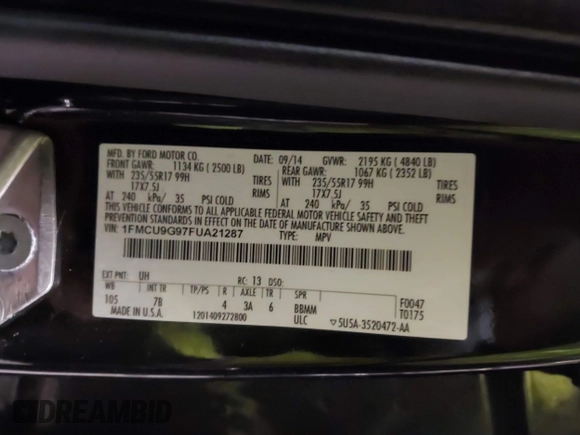 MFD. BY FORD MOTOR CO. DATE: 09/14 GVWR: 2195 KG (4840 LB)
FRONT GAWR: 1134 KG (2500 LB) REAR GAWR: 1067 KG (2352 LB)
WITH 235/55R17 99H TIRES WITH 235/55R17 99H TIRES
17X7.5J RIMS 17X7.5J RIMS
AT 240 kPa/ 35 PSI COLD AT 240 kPa/ 35 PSI COLD
THIS VEHICLE CONFORMS TO ALL APPLICABLE FEDERAL MOTOR VEHICLE SAFETY AND BUMPER
STANDARDS IN EFFECT ON THE DATE OF MANUFACTURE SHOWN ABOVE.
VIN: 1FMCU9G97FUA21287 TYPE: MPV
EXT PNT: UH RC: 13 DSO:
WB TP/PS R AXLE TR SPR
105 7B 4 3A 6 BBMM F0047
MADE IN U.S.A. 1201409272800 ULC ▽5U5A-3520472-AA T0175
DREAMBID